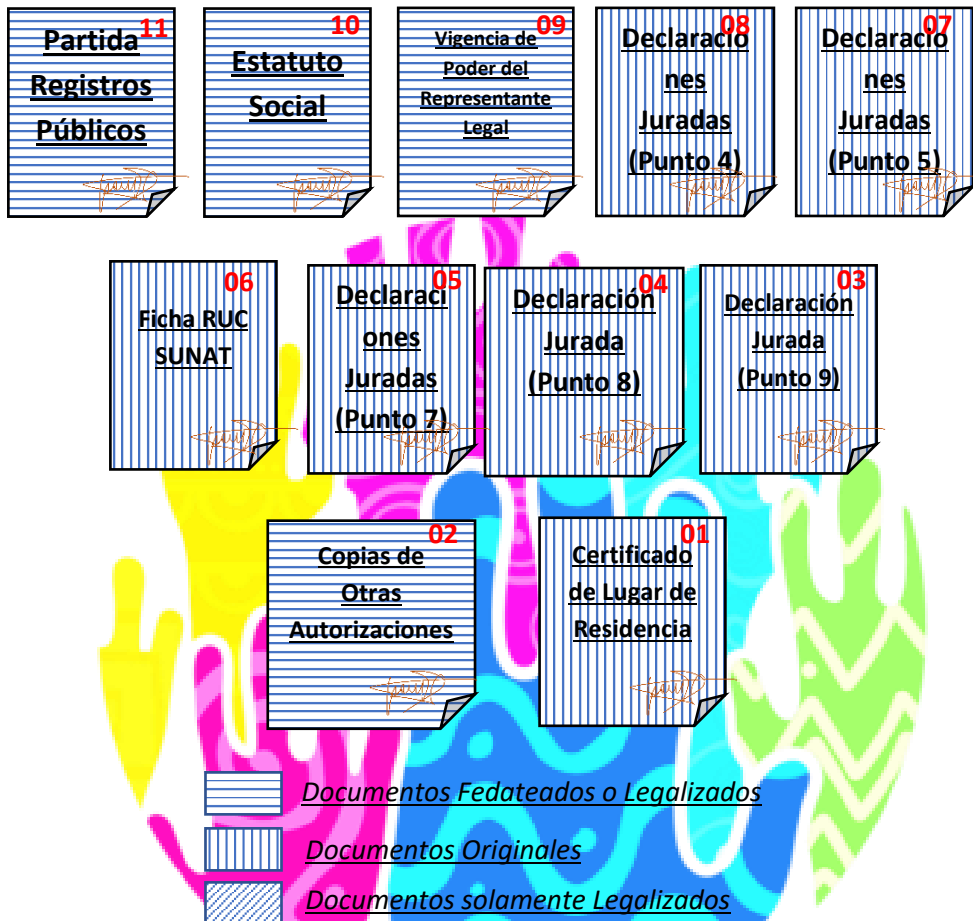 11
Partida
Registros
Públicos
10
Estatuto
Social
09
Vigencia de
Poder del
Representante
Legal
08
Declaracio
nes
Juradas
(Punto 4)
07
Declaracio
nes
Juradas
(Punto 5)
06
Ficha RUC
SUNAT
05
Declaraci
ones
Juradas
(Punto 7)
04
Declaración
Jurada
(Punto 8)
03
Declaración
Jurada
(Punto 9)
02
Copias de
Otras
Autorizaciones
01
Certificado
de Lugar de
Residencia
Documentos Fedateados o Legalizados
Documentos Originales
Documentos solamente Legalizados